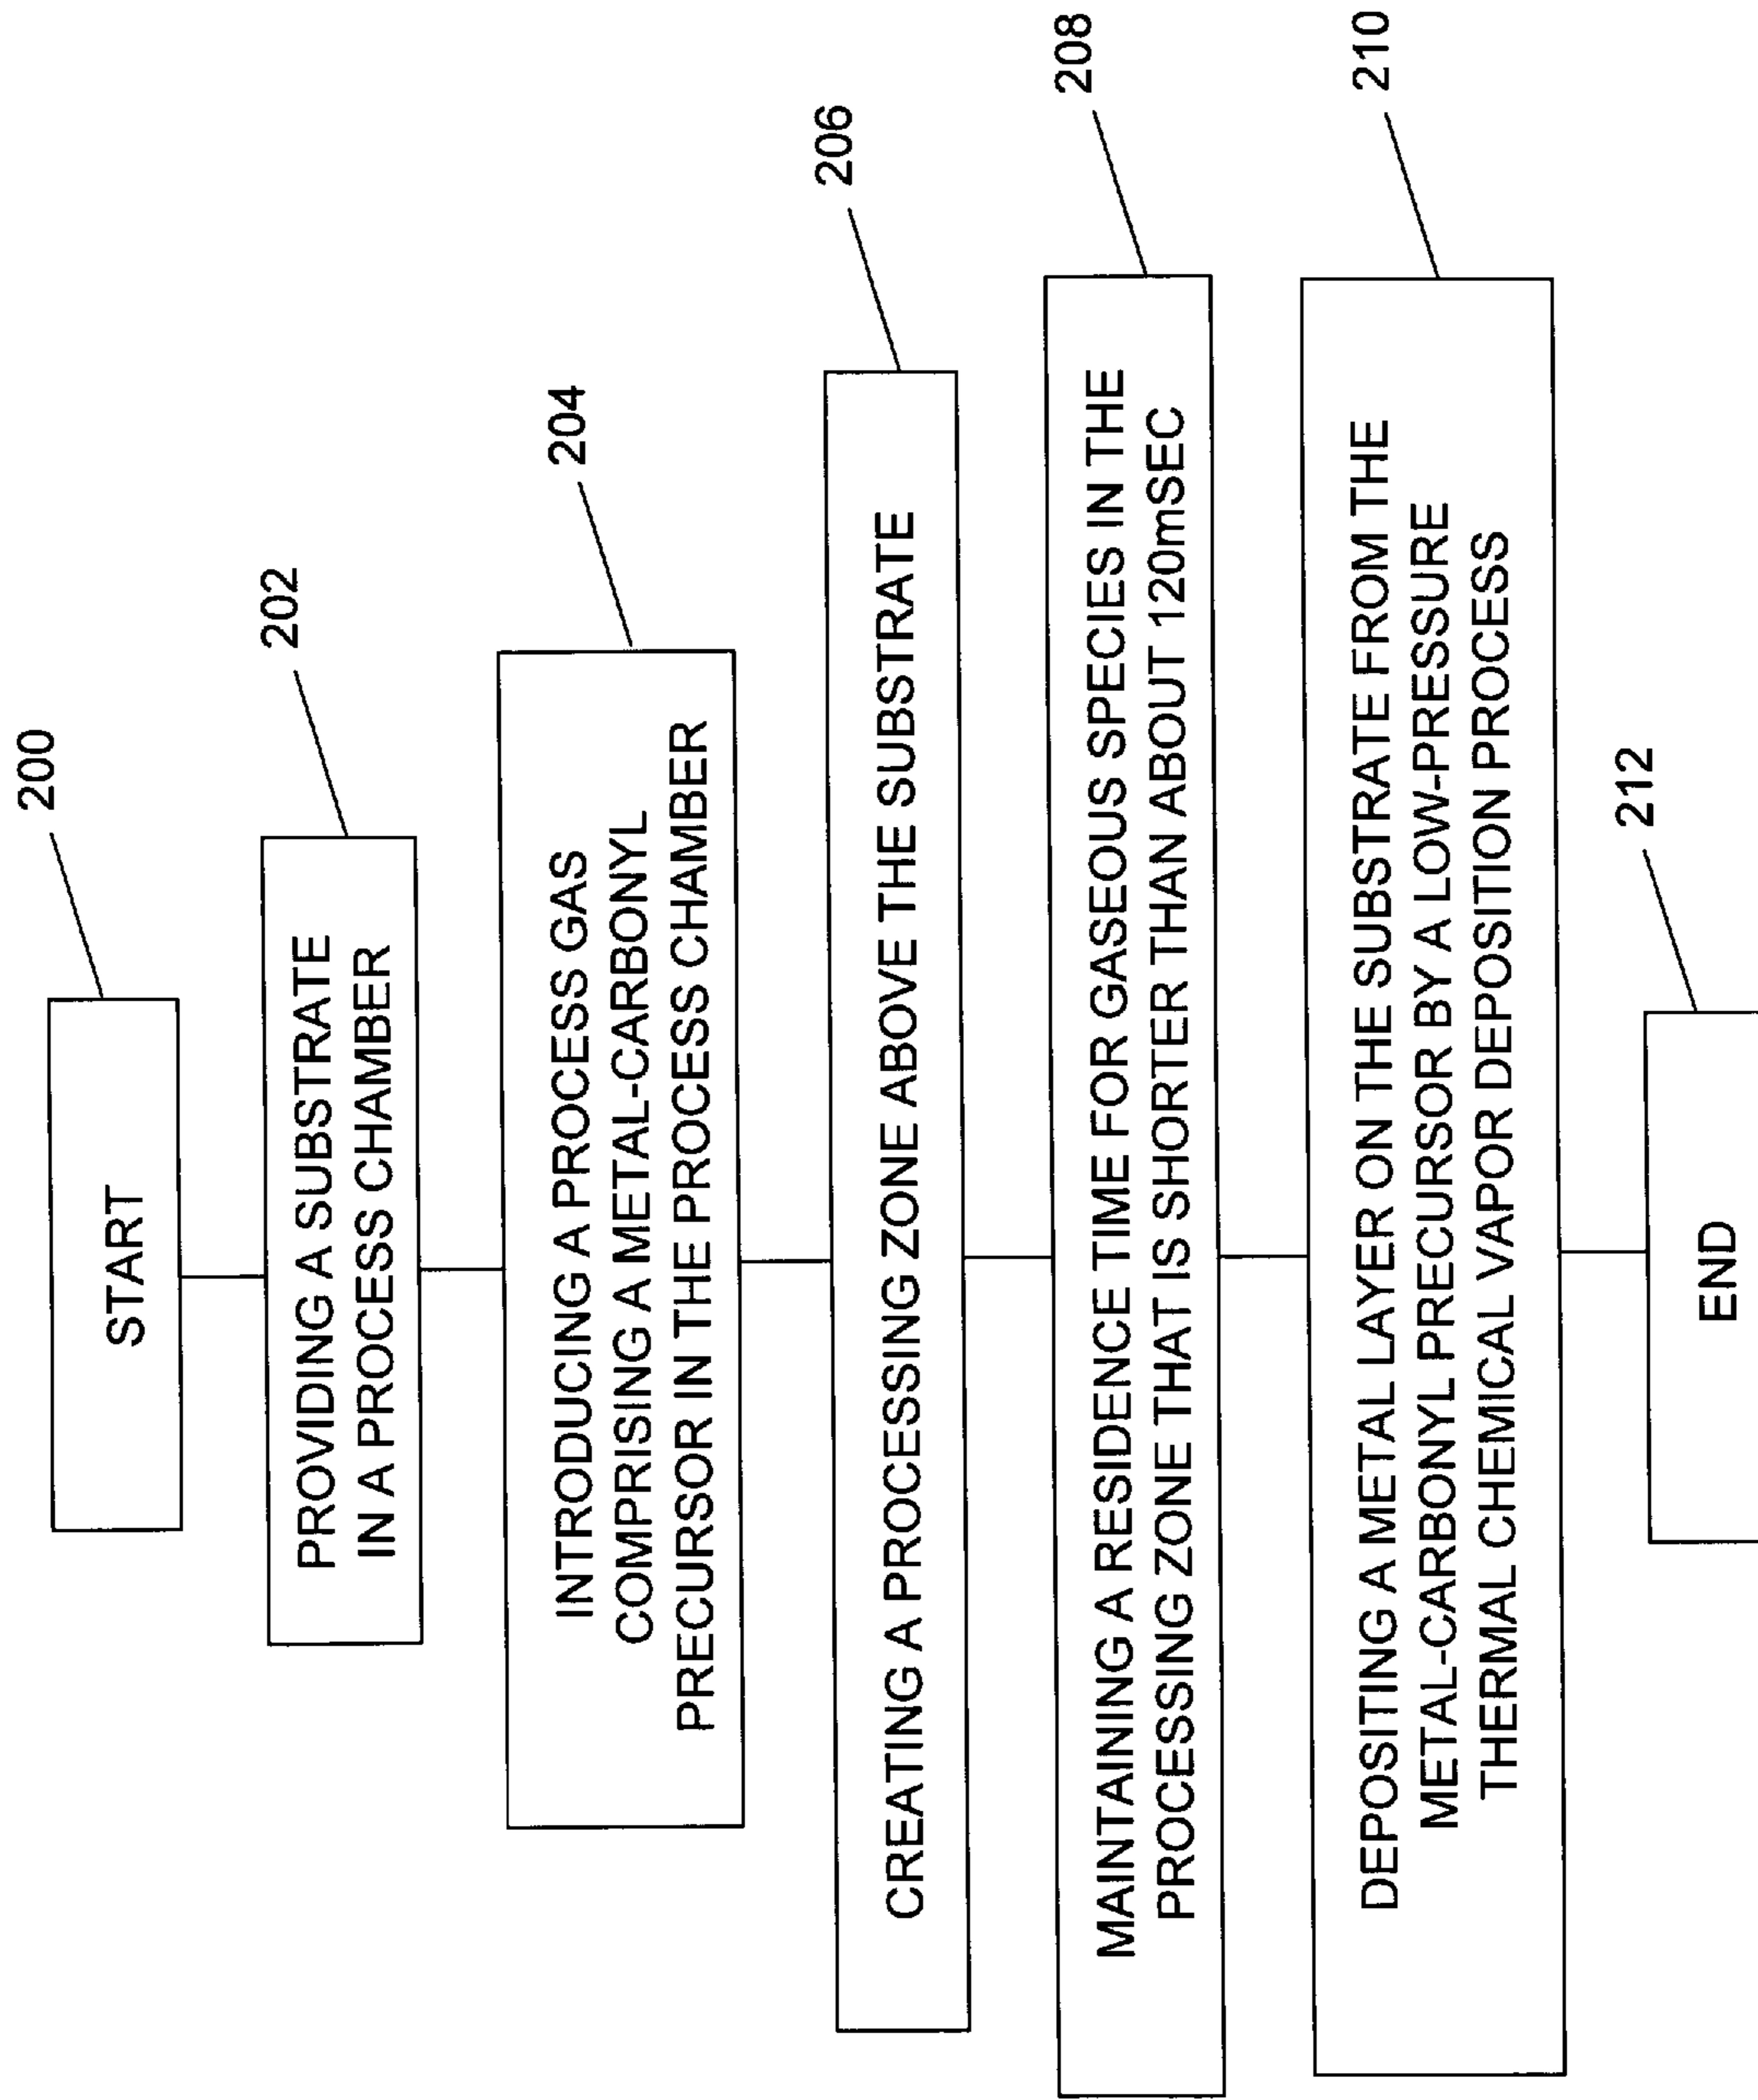 START
200
PROVIDING A SUBSTRATE
IN A PROCESS CHAMBER
202
INTRODUCING A PROCESS GAS
COMPRISING A METAL-CARBONYL
PRECURSOR IN THE PROCESS CHAMBER
204
CREATING A PROCESSING ZONE ABOVE THE SUBSTRATE
206
MAINTAINING A RESIDENCE TIME FOR GASEOUS SPECIES IN THE
PROCESSING ZONE THAT IS SHORTER THAN ABOUT 120mSEC
208
DEPOSITING A METAL LAYER ON THE SUBSTRATE FROM THE
METAL-CARBONYL PRECURSOR BY A LOW-PRESSURE
THERMAL CHEMICAL VAPOR DEPOSITION PROCESS
210
END
212